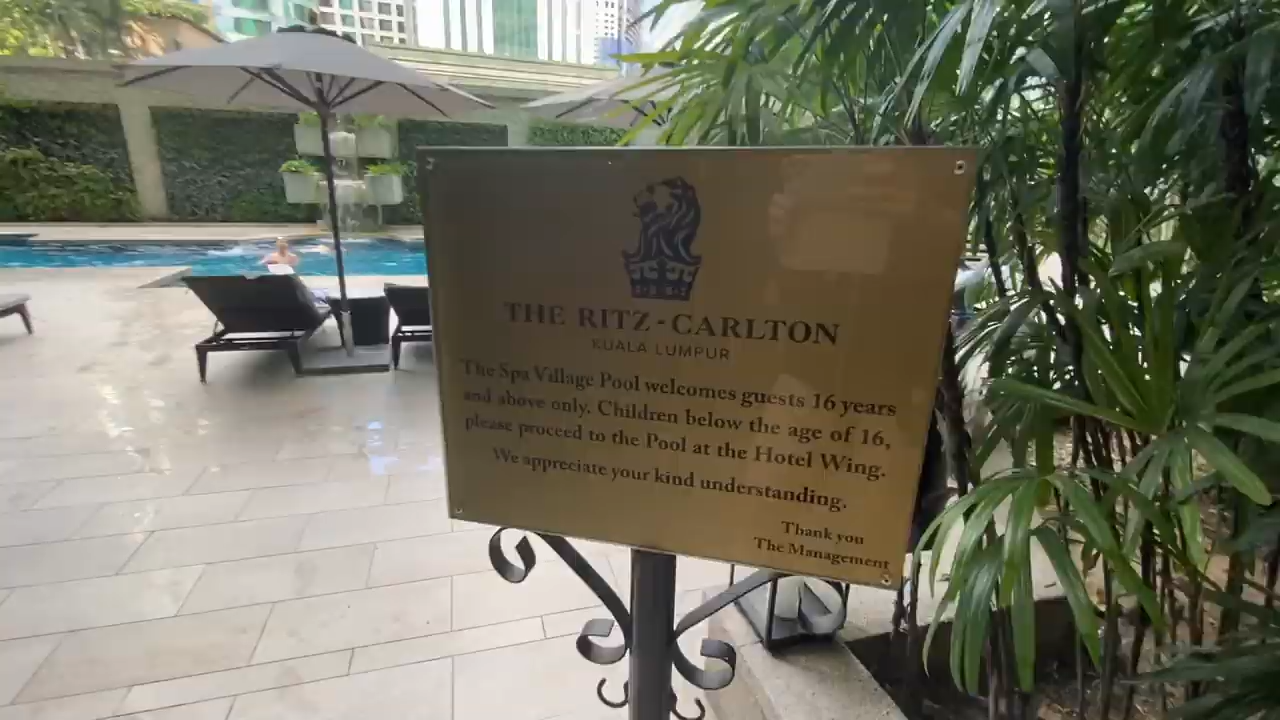 THE RITZ-CARLTON
KUALA LUMPUR
The Spa Village Pool welcomes guests 16 years
and above only. Children below the age of 16,
please proceed to the Pool at the Hotel Wing.
We appreciate your kind understanding.
Thank you
The Management